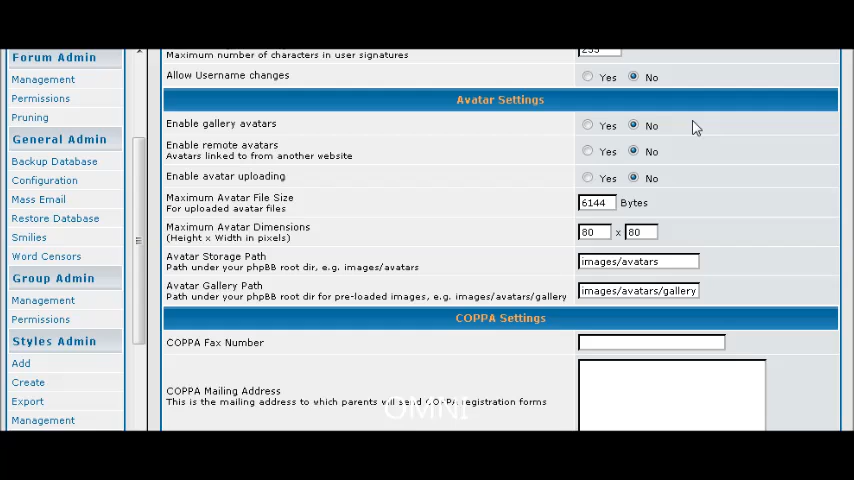 Forum Admin
Management
Permissions
Pruning
General Admin
Backup Database
Configuration
Mass Email
Restore Database
Smilies
Word Censors
Group Admin
Management
Permissions
Styles Admin
Add
Create
Export
Management
Maximum number of characters in user signatures 255
Allow Username changes Yes No
Avatar Settings
Enable gallery avatars Yes No
Enable remote avatars
Avatars linked to from another website Yes No
Enable avatar uploading Yes No
Maximum Avatar File Size
For uploaded avatar files 6144 Bytes
Maximum Avatar Dimensions
(Height x Width in pixels) 80 x 80
Avatar Storage Path
Path under your phpBB root dir, e.g. images/avatars images/avatars
Avatar Gallery Path
Path under your phpBB root dir for pre-loaded images, e.g. images/avatars/gallery images/avatars/gallery
COPPA Settings
COPPA Fax Number
COPPA Mailing Address
This is the mailing address to which parents will send COPPA registration forms
OMNI